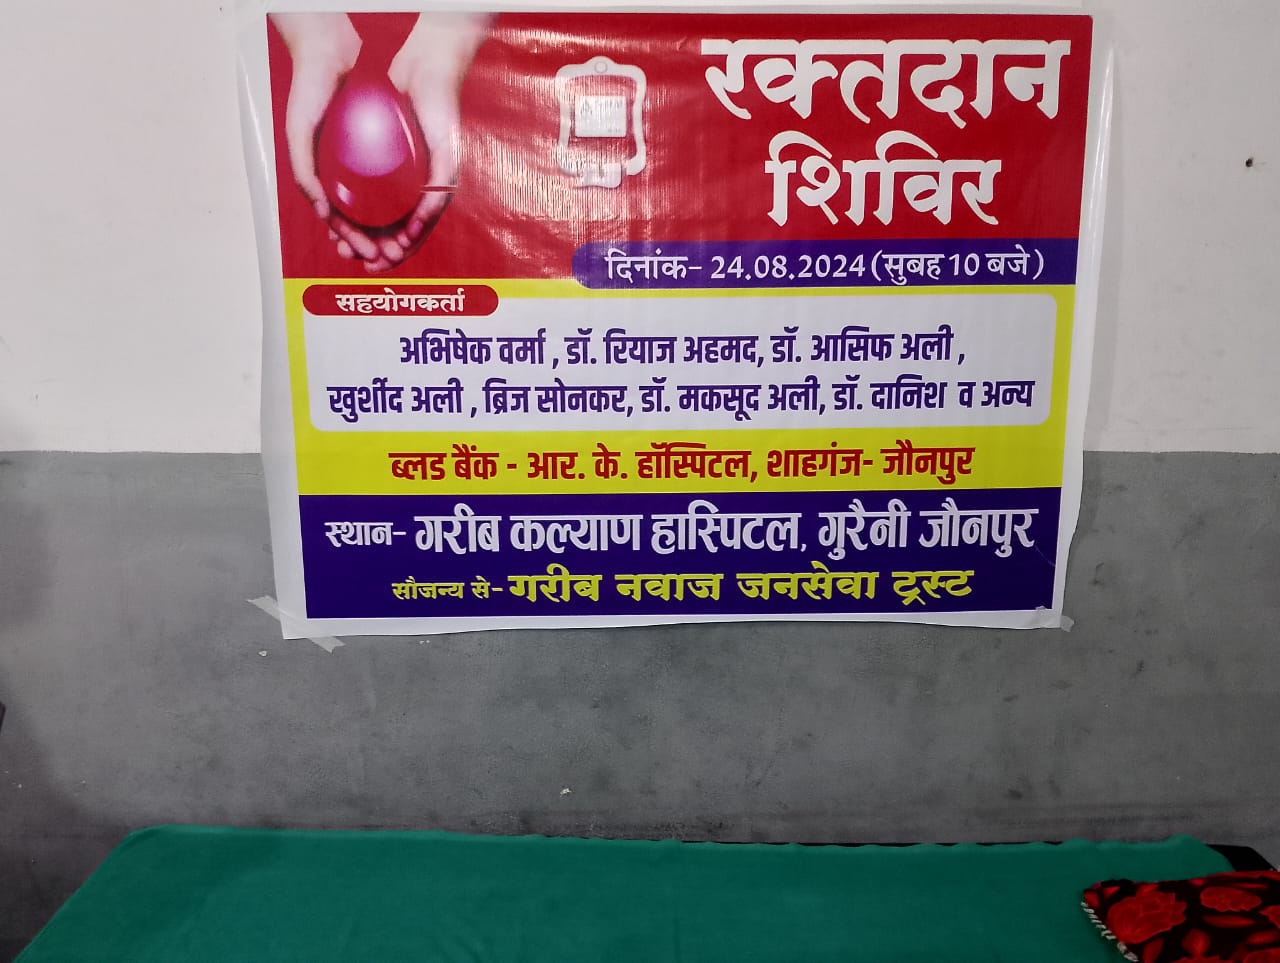 रक्तदान
शिविर
दिनांक- 24.08.2024 (सुबह 10 बजे)
सहयोगकर्ता
अभिषेक वर्मा , डॉ. रियाज अहमद, डॉ. आसिफ अली ,
खुर्शीद अली , ब्रिज सोनकर, डॉ. मकसूद अली, डॉ. दानिश व अन्य
ब्लड बैंक - आर. के. हॉस्पिटल, शाहगंज- जौनपुर
स्थान- गरीब कल्याण हास्पिटल, गुरैनी जौनपुर
सौजन्य से- गरीब नवाज जनसेवा ट्रस्ट